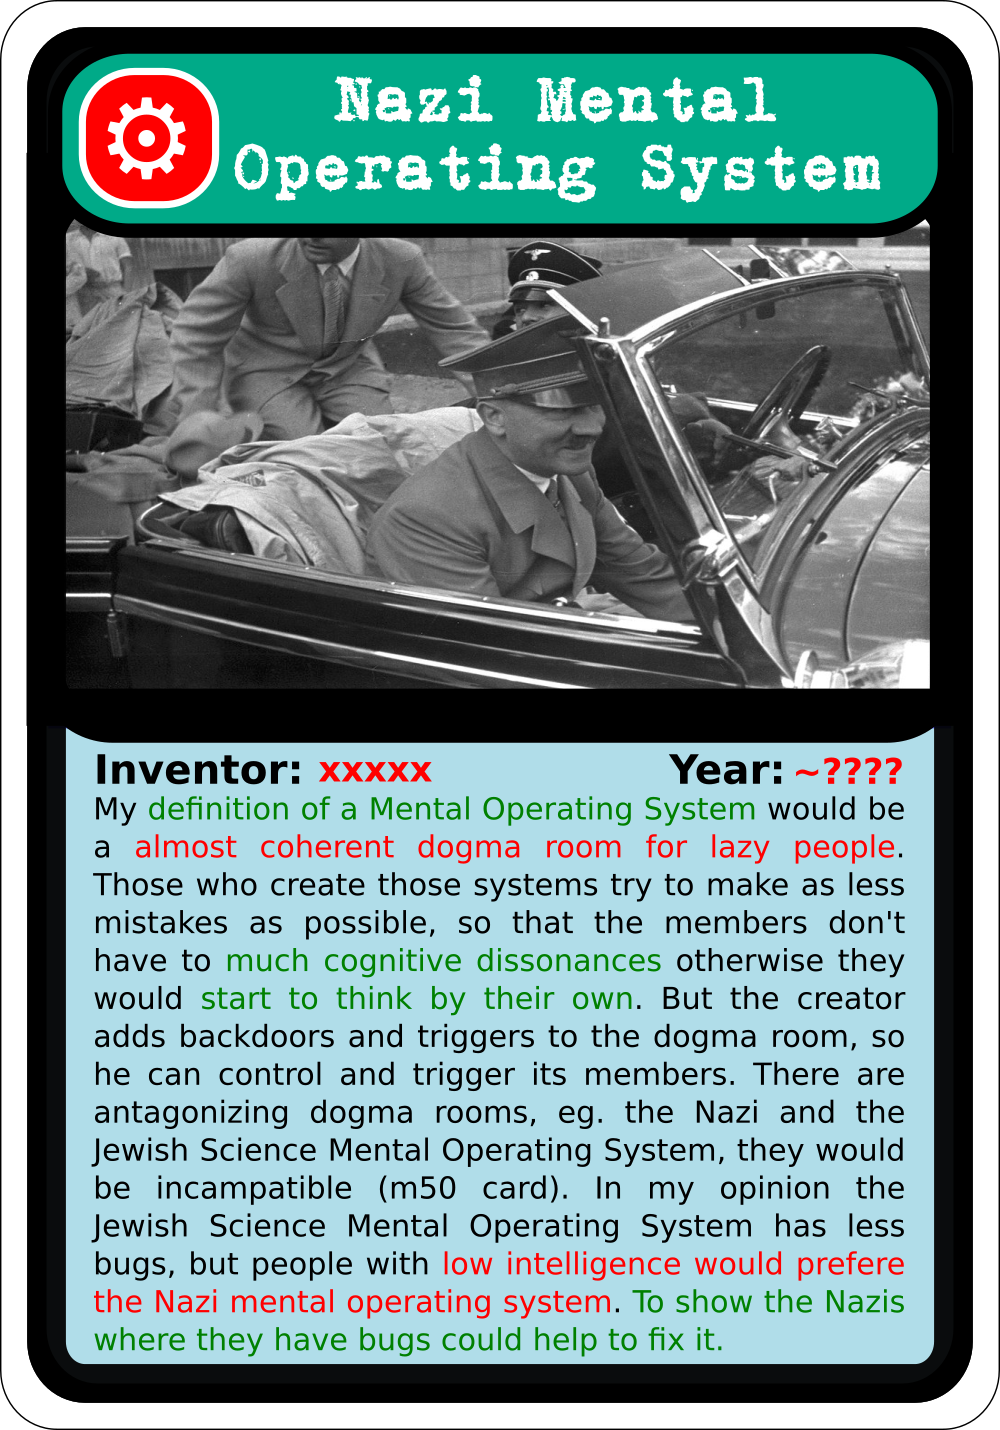 Nazi Mental
Operating System
Inventor: xxxxx Year: ~????
My definition of a Mental Operating System would be
a almost coherent dogma room for lazy people.
Those who create those systems try to make as less
mistakes as possible, so that the members don't
have to much cognitive dissonances otherwise they
would start to think by their own. But the creator
adds backdoors and triggers to the dogma room, so
he can control and trigger its members. There are
antagonizing dogma rooms, eg. the Nazi and the
Jewish Science Mental Operating System, they would
be incampatible (m50 card). In my opinion the
Jewish Science Mental Operating System has less
bugs, but people with low intelligence would prefere
the Nazi mental operating system. To show the Nazis
where they have bugs could help to fix it.